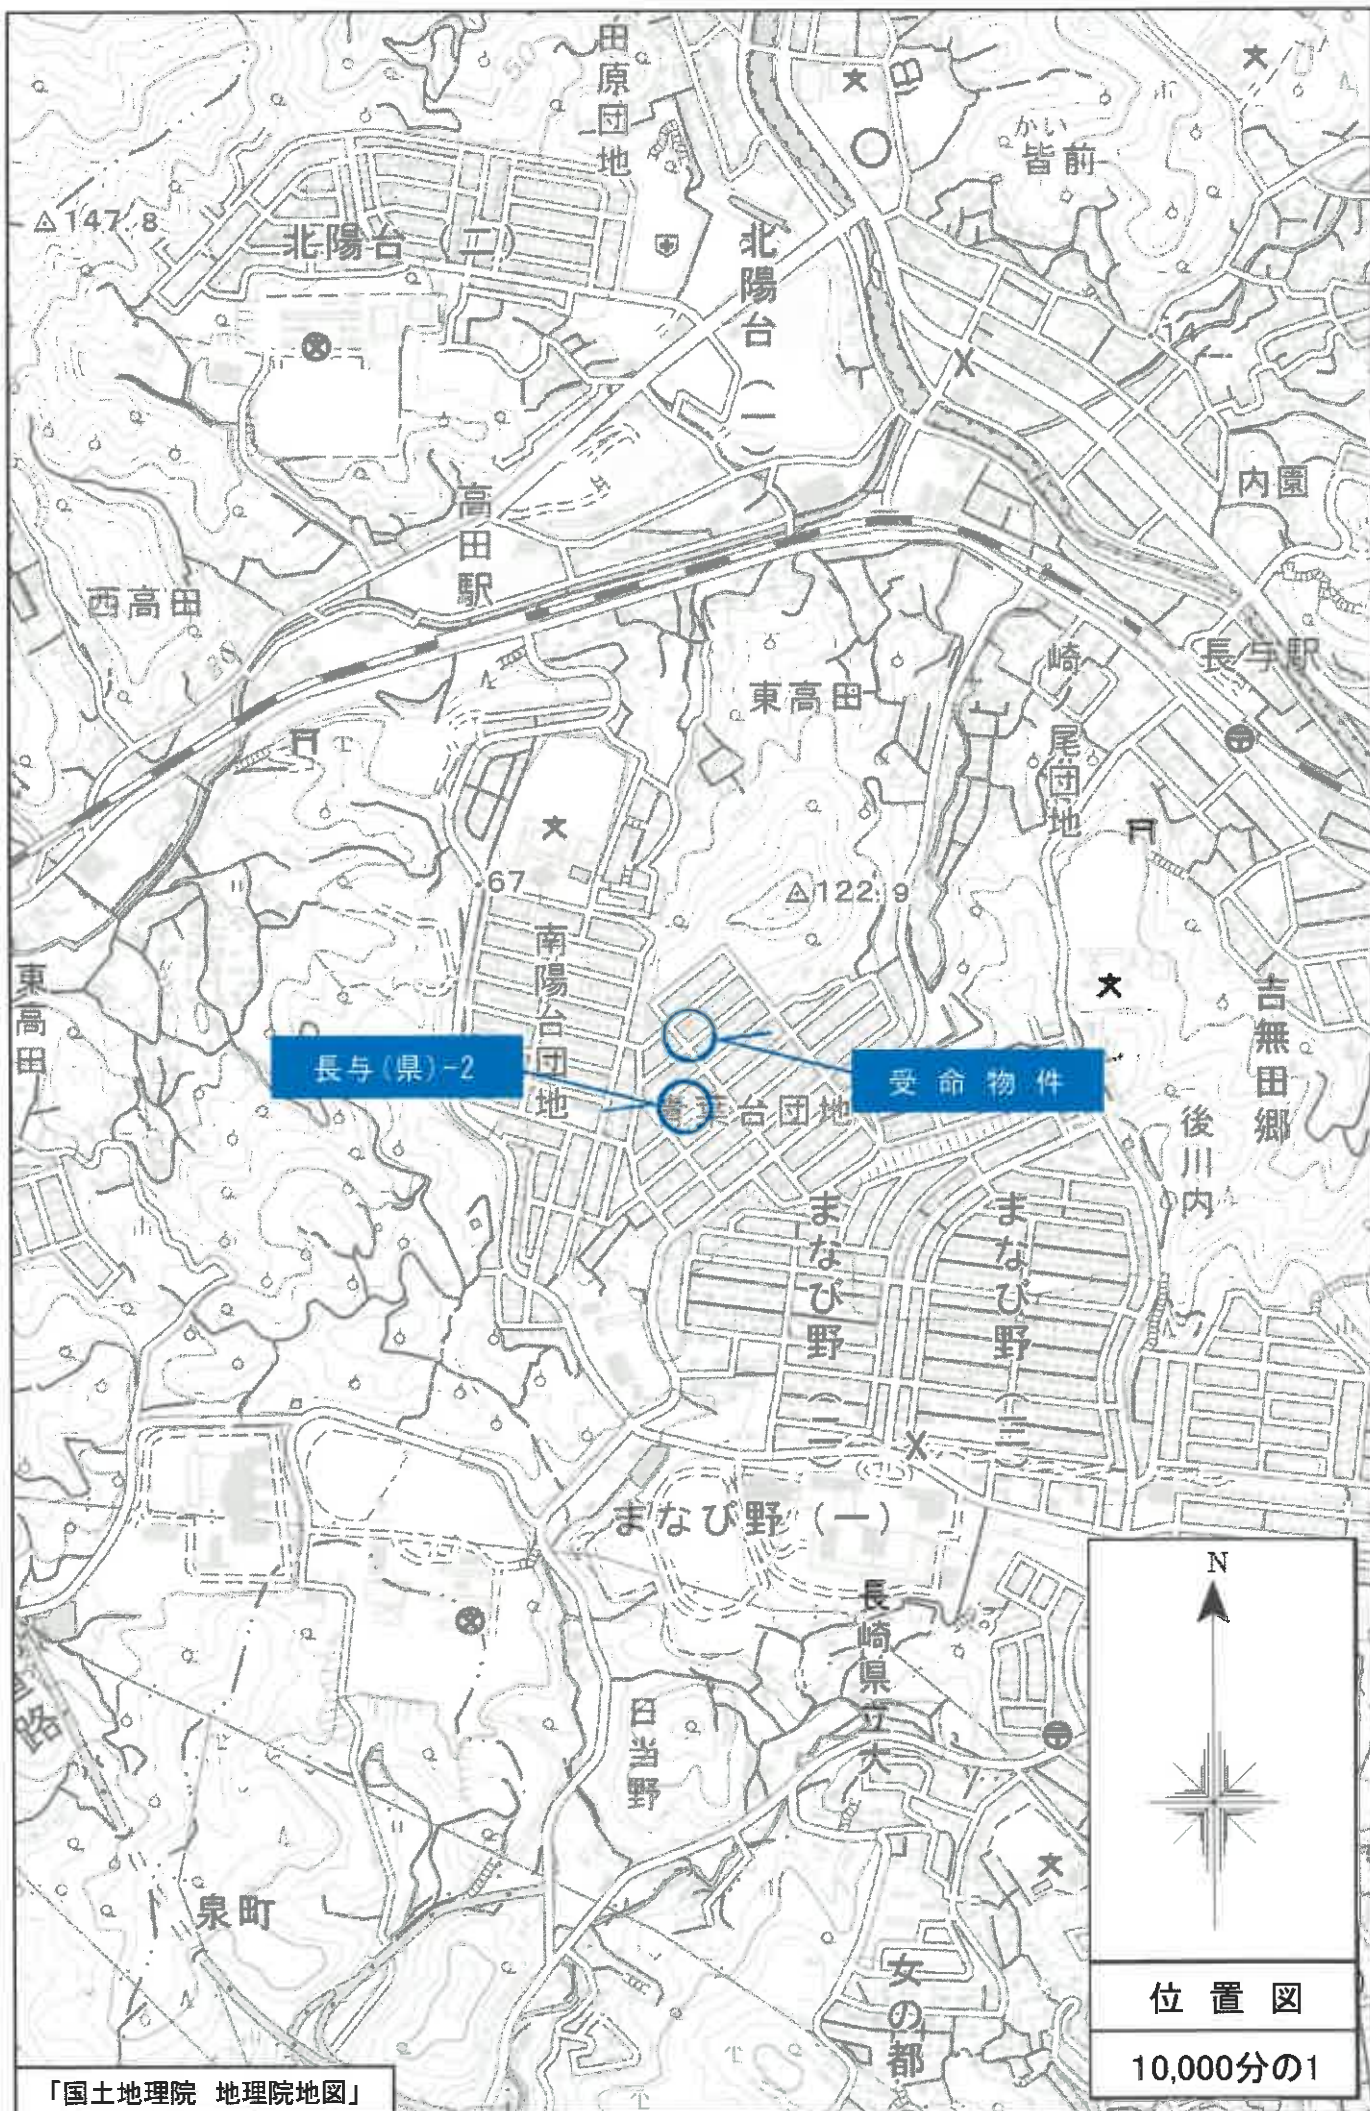 田原団地
かい
皆前
147.8
北陽台(二)
北陽台(一)
14
高田駅
内園
西高田
長与駅
東高田
崎ノ尾団地
67
122.9
南陽台団地
東高田
吉無田郷
長与(県)-2
受命物件
青葉台団地
後川内
まなび野(二)
まなび野(三)
まなび野(一)
長崎県立大
日当野
泉町
女の都
N
位置図
10,000分の1
「国土地理院 地理院地図」